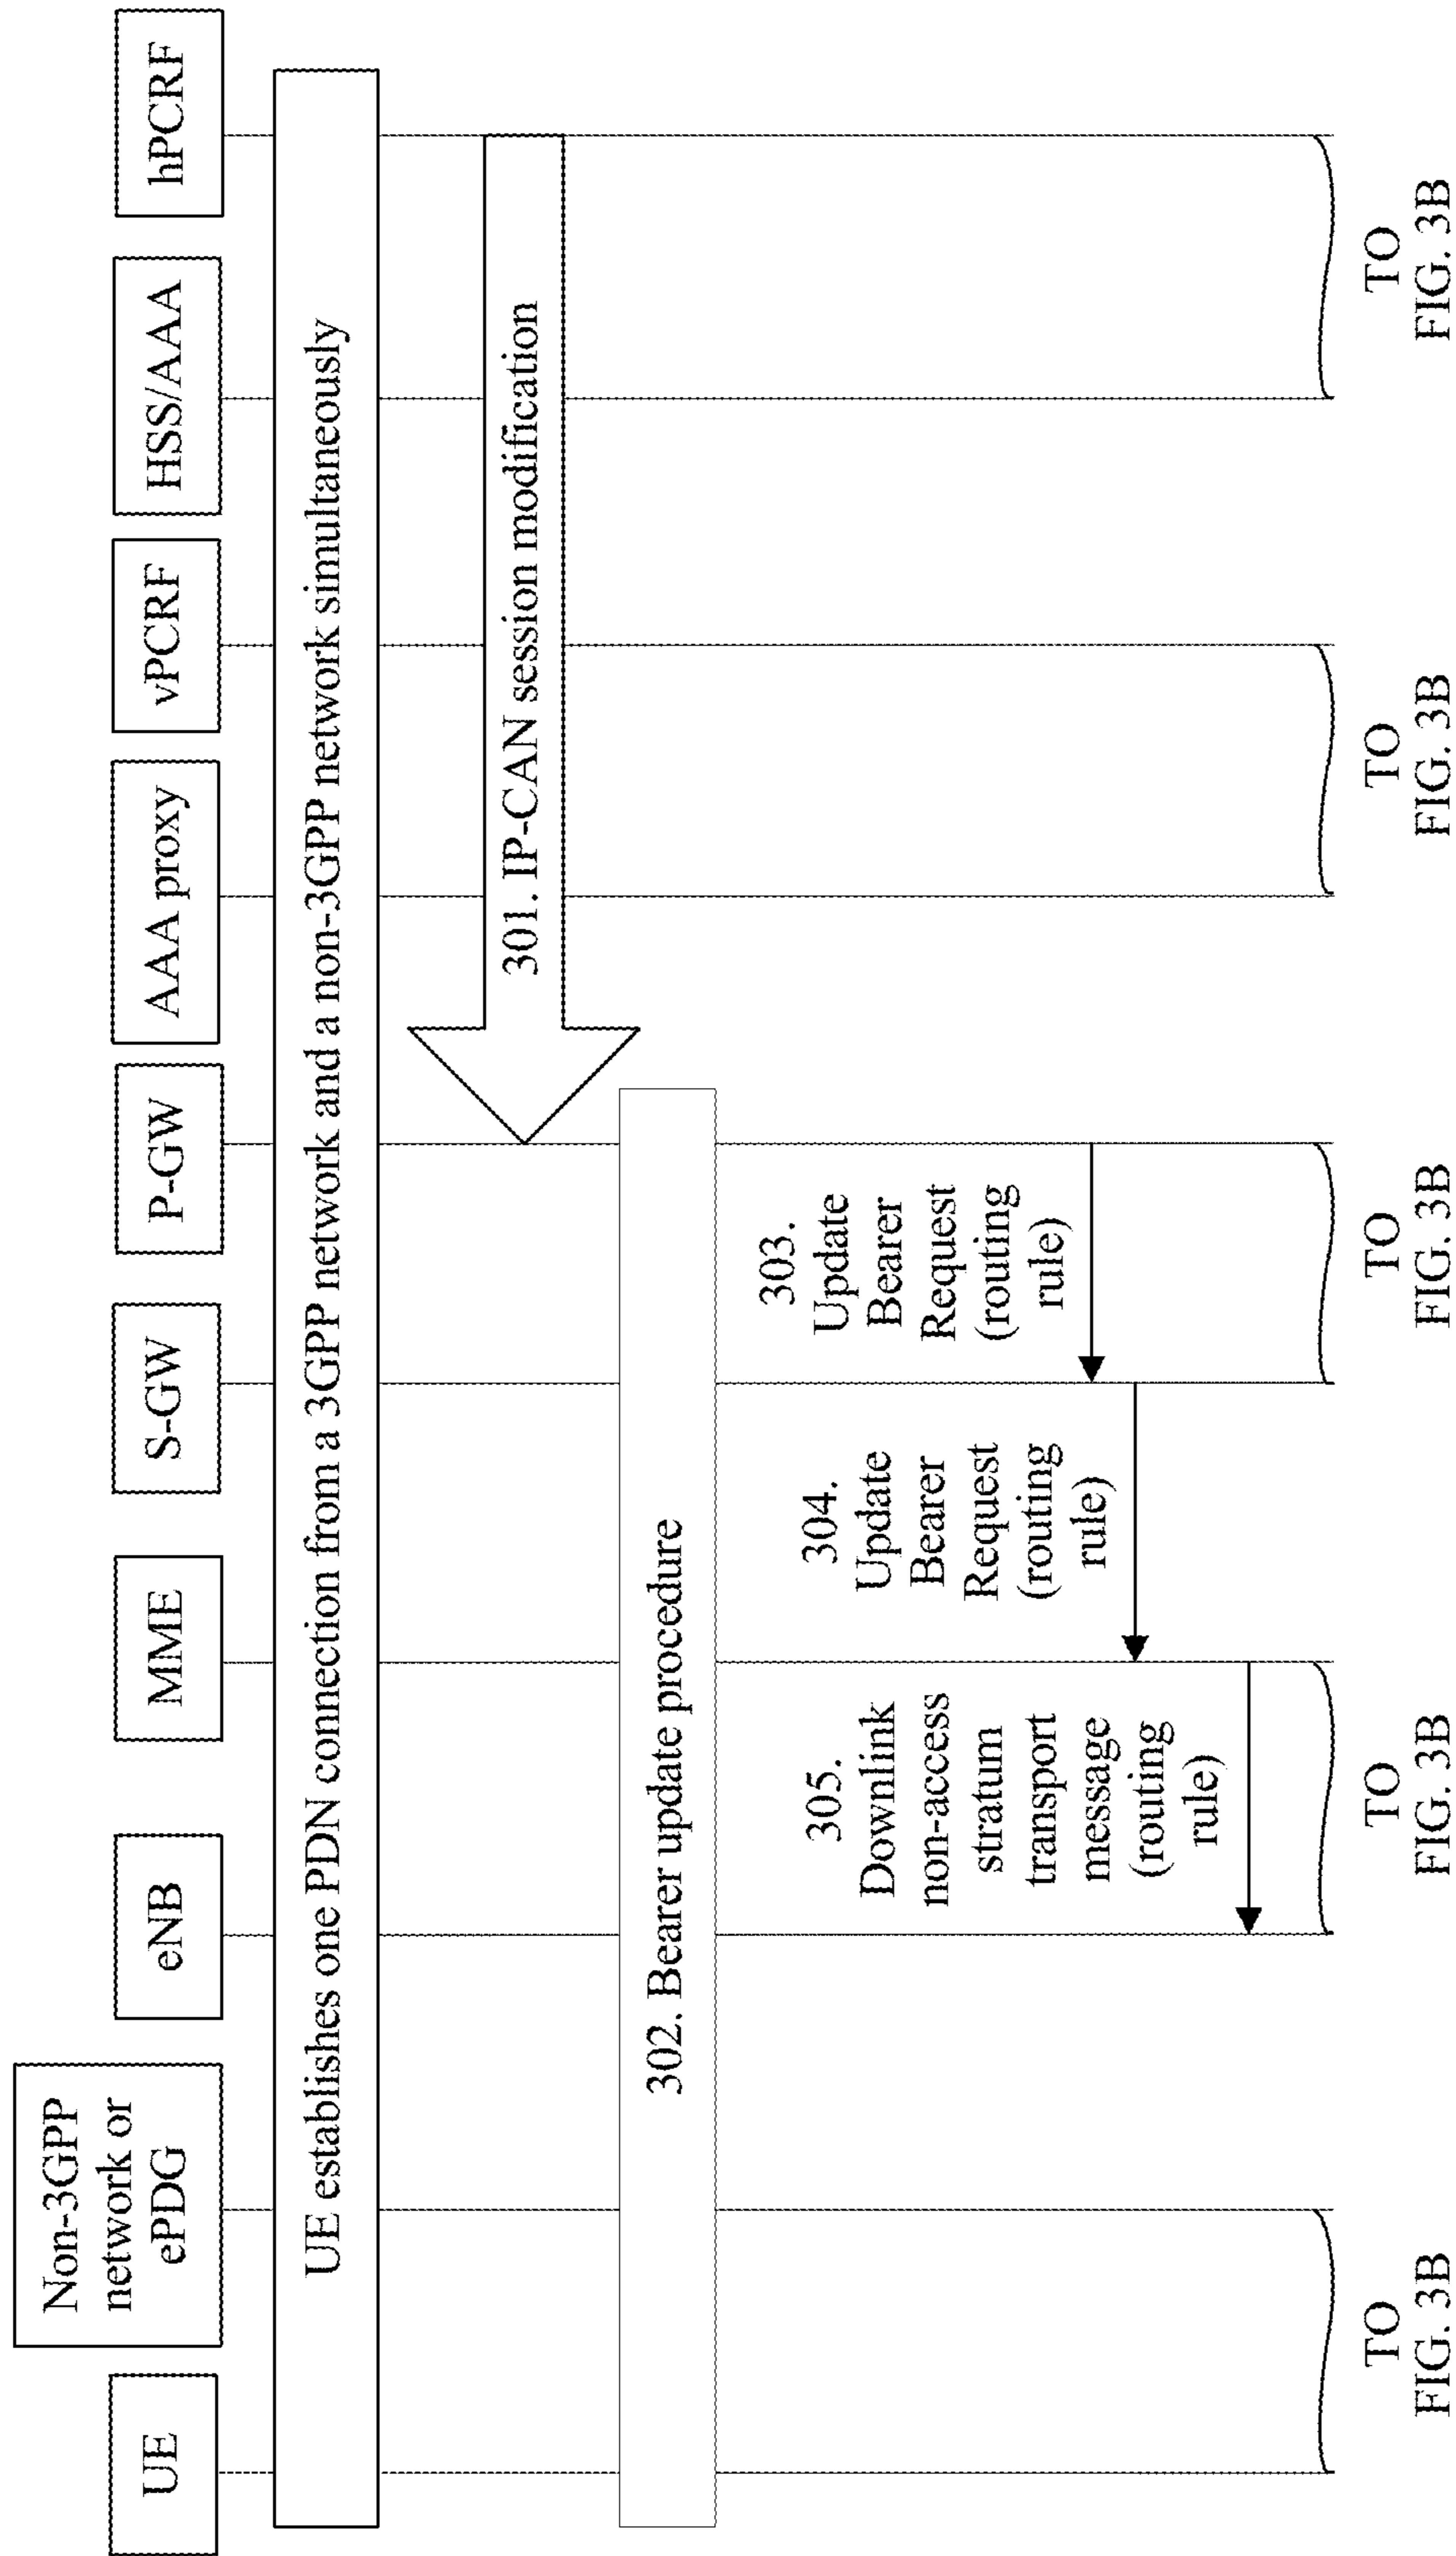 UE
Non-3GPP
network or
ePDG
eNB
MME
S-GW
P-GW
AAA proxy
vPCRF
HSS/AAA
hPCRF
UE establishes one PDN connection from a 3GPP network and a non-3GPP network simultaneously
301. IP-CAN session modification
302. Bearer update procedure
303.
Update
Bearer
Request
(routing
rule)
304.
Update
Bearer
Request
(routing
rule)
305.
Downlink
non-access
stratum
transport
message
(routing
rule)
TO
FIG. 3B
TO
FIG. 3B
TO
FIG. 3B
TO
FIG. 3B
TO
FIG. 3B